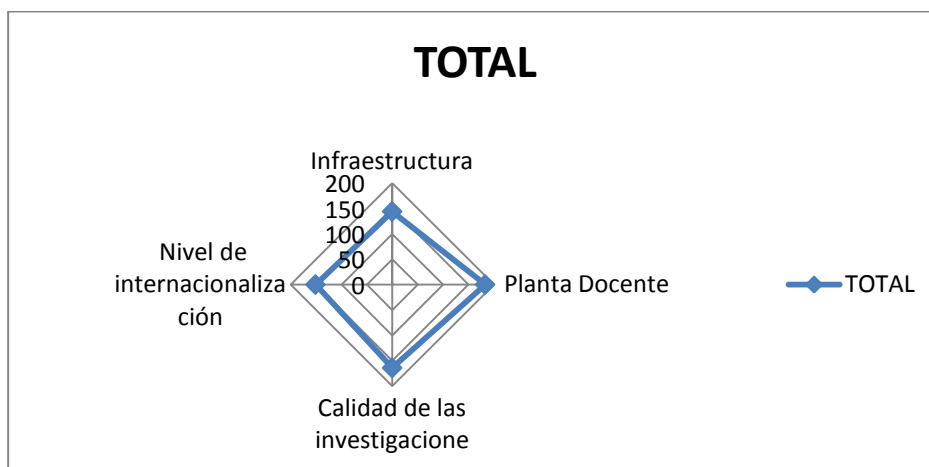 TOTAL
Infraestructura
200
150
100
50
0
Nivel de
internacionaliza
ción
Planta Docente
TOTAL
Calidad de las
investigacione